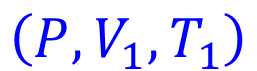 (P, V₁, T₁)